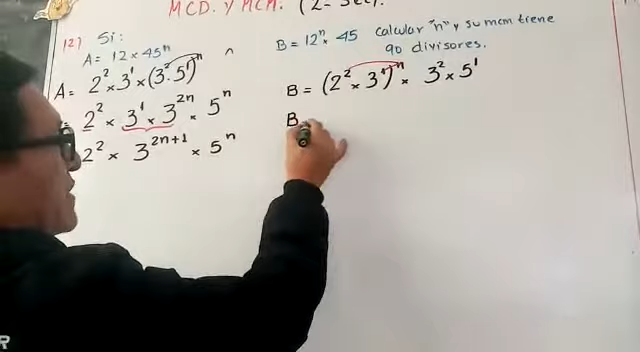 MCD. Y MCM. (2- Sec).
12) Si:
A = 12 × 45ⁿ ∧ B = 12ⁿ × 45 calcular "n" y su mcm tiene
90 divisores.
A = 2² × 3¹ × (3² · 5¹)ⁿ
B = (2² × 3¹)ⁿ × 3² × 5¹
= 2² × 3¹ × 3²ⁿ × 5ⁿ
B
2² × 3²ⁿ⁺¹ × 5ⁿ